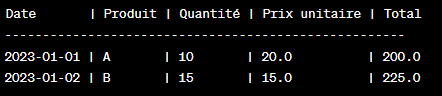 Date       | Produit | Quantité | Prix unitaire | Total
--------------------------------------------------
2023-01-01 | A       | 10       | 20.0          | 200.0
2023-01-02 | B       | 15       | 15.0          | 225.0